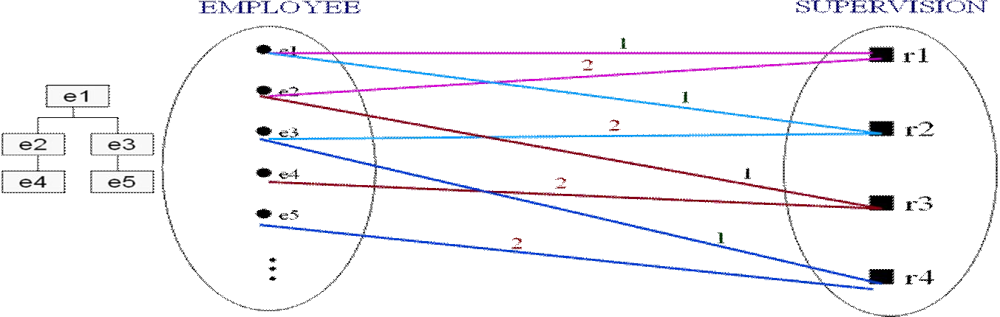 EMPLOYEE SUPERVISION
e1
e2 e3
e4 e5
e1
e2
e3
e4
e5
1
2
1
2
1
2
1
2
r1
r2
r3
r4